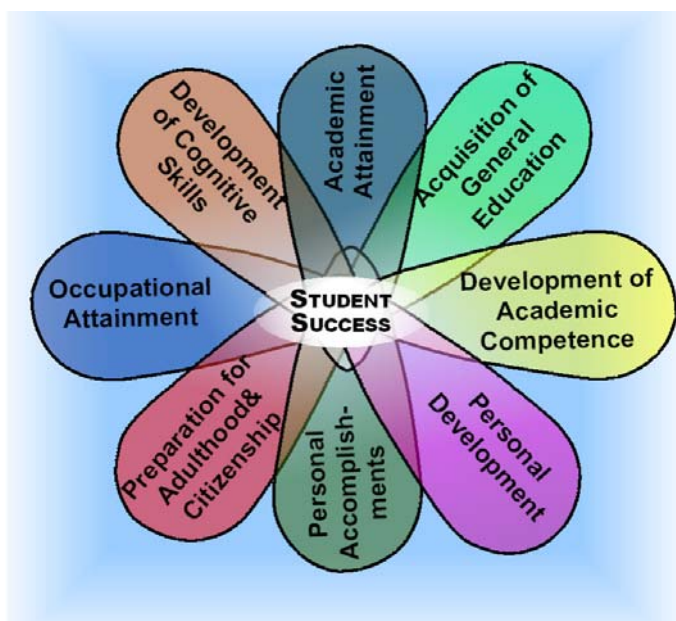 Academic
Attainment
Acquisition of
General
Education
Development of
Academic
Competence
Personal
Development
Personal
Accomplish-
ments
Preparation for
Adulthood&
Citizenship
Occupational
Attainment
Development
of Cognitive
Skills
STUDENT
SUCCESS